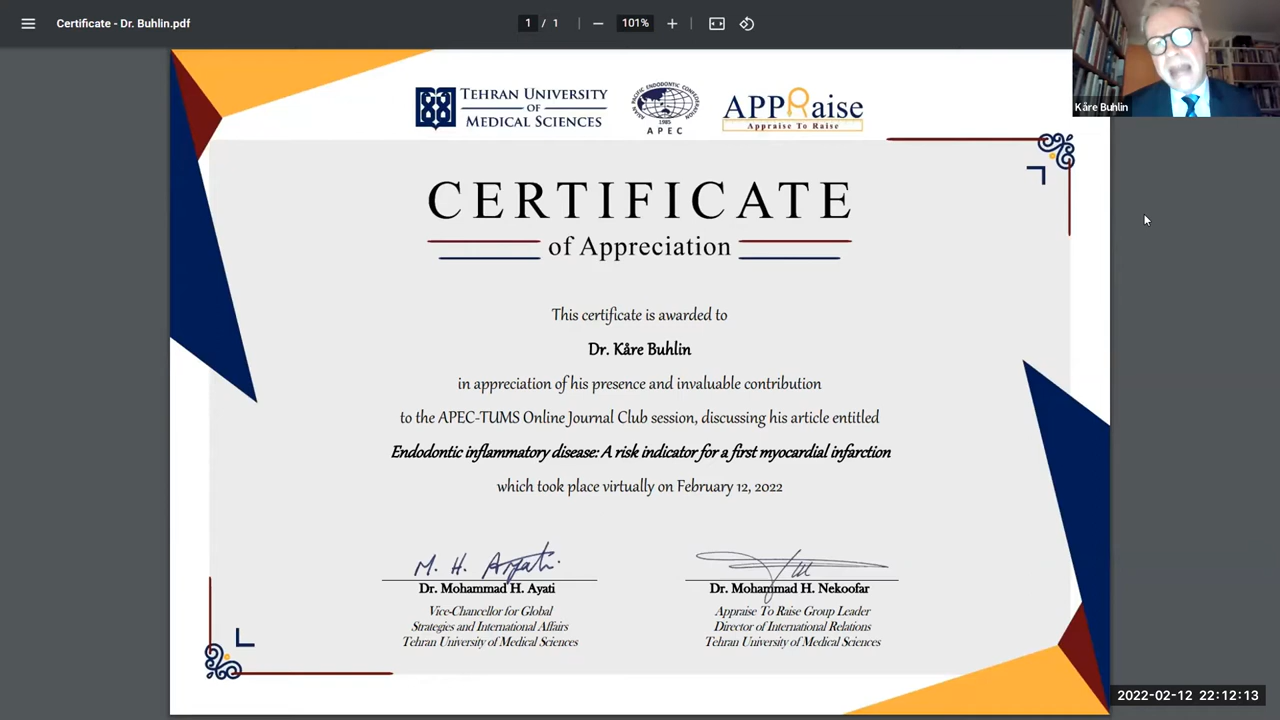 Certificate - Dr. Buhlin.pdf
1 / 1
101%
Kåre Buhlin
TEHRAN UNIVERSITY
OF
MEDICAL SCIENCES
ASIAN PACIFIC ENDODONTIC CONFEDERATION
1985
APEC
APPRaise
Appraise To Raise
CERTIFICATE
of Appreciation
This certificate is awarded to
Dr. Kåre Buhlin
in appreciation of his presence and invaluable contribution
to the APEC-TUMS Online Journal Club session, discussing his article entitled
Endodontic inflammatory disease: A risk indicator for a first myocardial infarction
which took place virtually on February 12, 2022
M. H. Ayati
Dr. Mohammad H. Ayati
Vice-Chancellor for Global
Strategies and International Affairs
Tehran University of Medical Sciences
Dr. Mohammad H. Nekoofar
Appraise To Raise Group Leader
Director of International Relations
Tehran University of Medical Sciences
2022-02-12 22:12:13